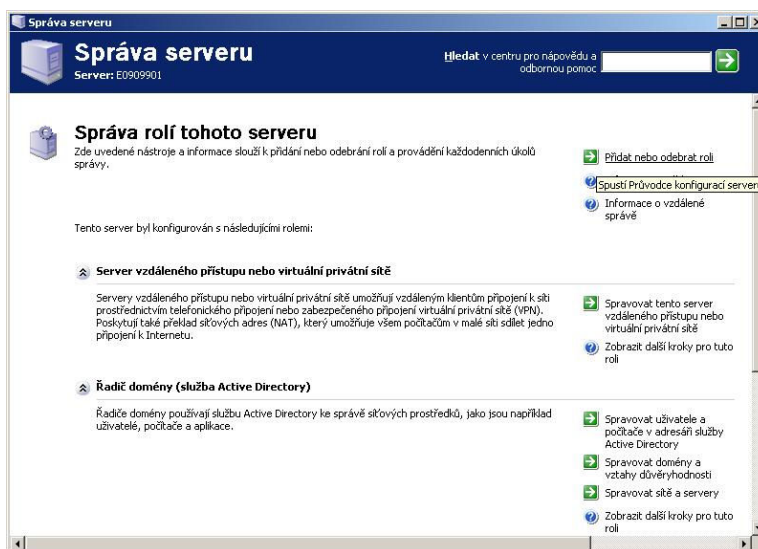 Správa serveru
Správa serveru
Server: E0909901
Hledat v centru pro nápovědu a
odbornou pomoc
Správa rolí tohoto serveru
Zde uvedené nástroje a informace slouží k přidání nebo odebrání rolí a provádění každodenních úkolů
správy.
Přidat nebo odebrat roli
Spustí Průvodce konfigurací server
Informace o vzdálené
správě
Tento server byl konfigurován s následujícími rolemi:
Server vzdáleného přístupu nebo virtuální privátní sítě
Servery vzdáleného přístupu nebo virtuální privátní sítě umožňují vzdáleným klientům připojení k síti
prostřednictvím telefonického připojení nebo zabezpečeného připojení virtuální privátní sítě (VPN).
Poskytují také překlad síťových adres (NAT), který umožňuje všem počítačům v malé síti sdílet jedno
připojení k Internetu.
Spravovat tento server
vzdáleného přístupu nebo
virtuální privátní sítě
Zobrazit další kroky pro tuto
roli
Řadič domény (služba Active Directory)
Řadiče domény používají službu Active Directory ke správě síťových prostředků, jako jsou například
uživatelé, počítače a aplikace.
Spravovat uživatele a
počítače v adresáři služby
Active Directory
Spravovat domény a
vztahy důvěryhodnosti
Spravovat sítě a servery
Zobrazit další kroky pro tuto
roli